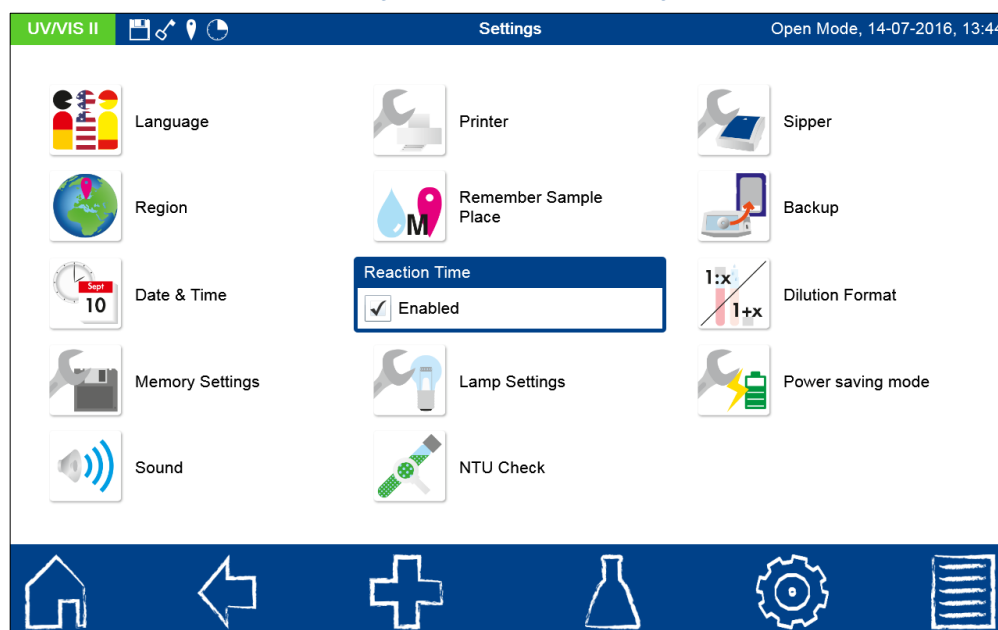 UV/VIS II
Settings
Open Mode, 14-07-2016, 13:44
Language
Printer
Sipper
Region
M
Remember Sample
Place
Backup
Sept
10
Date & Time
Reaction Time
Enabled
1:x
1+x
Dilution Format
Memory Settings
Lamp Settings
Power saving mode
Sound
NTU Check